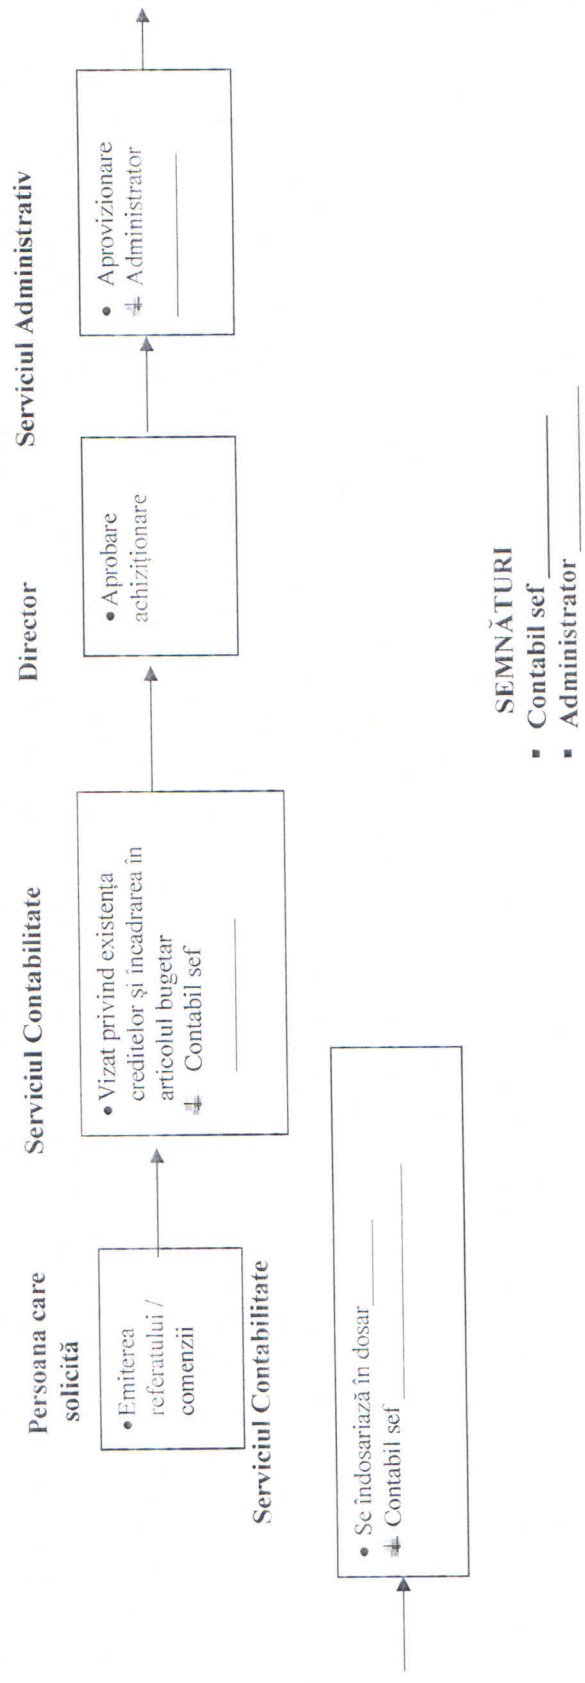 Persoana care
solicită
Serviciul Contabilitate
Director
Serviciul Administrativ
•Emiterea
referatului /
comenzii
•Vizat privind existența
creditelor și încadrarea în
articolul bugetar
Contabil sef
•Aprobare
achiziționare
• Aprovizionare
Administrator
Serviciul Contabilitate
• Se îndosariază în dosar
Contabil sef
SEMNĂTURI
▪ Contabil sef
▪ Administrator